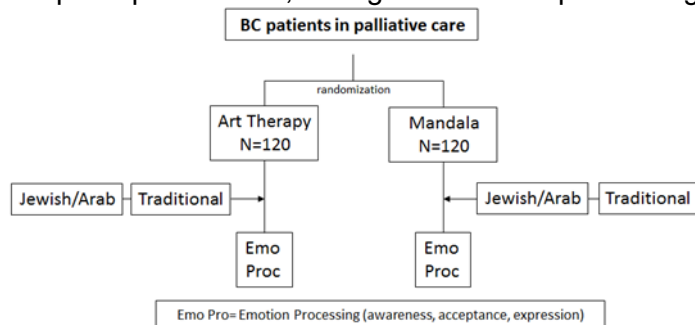 BC patients in palliative care
randomization
Art Therapy
N=120
Mandala
N=120
Jewish/Arab
Traditional
Jewish/Arab
Traditional
Emo
Proc
Emo
Proc
Emo Pro= Emotion Processing (awareness, acceptance, expression)